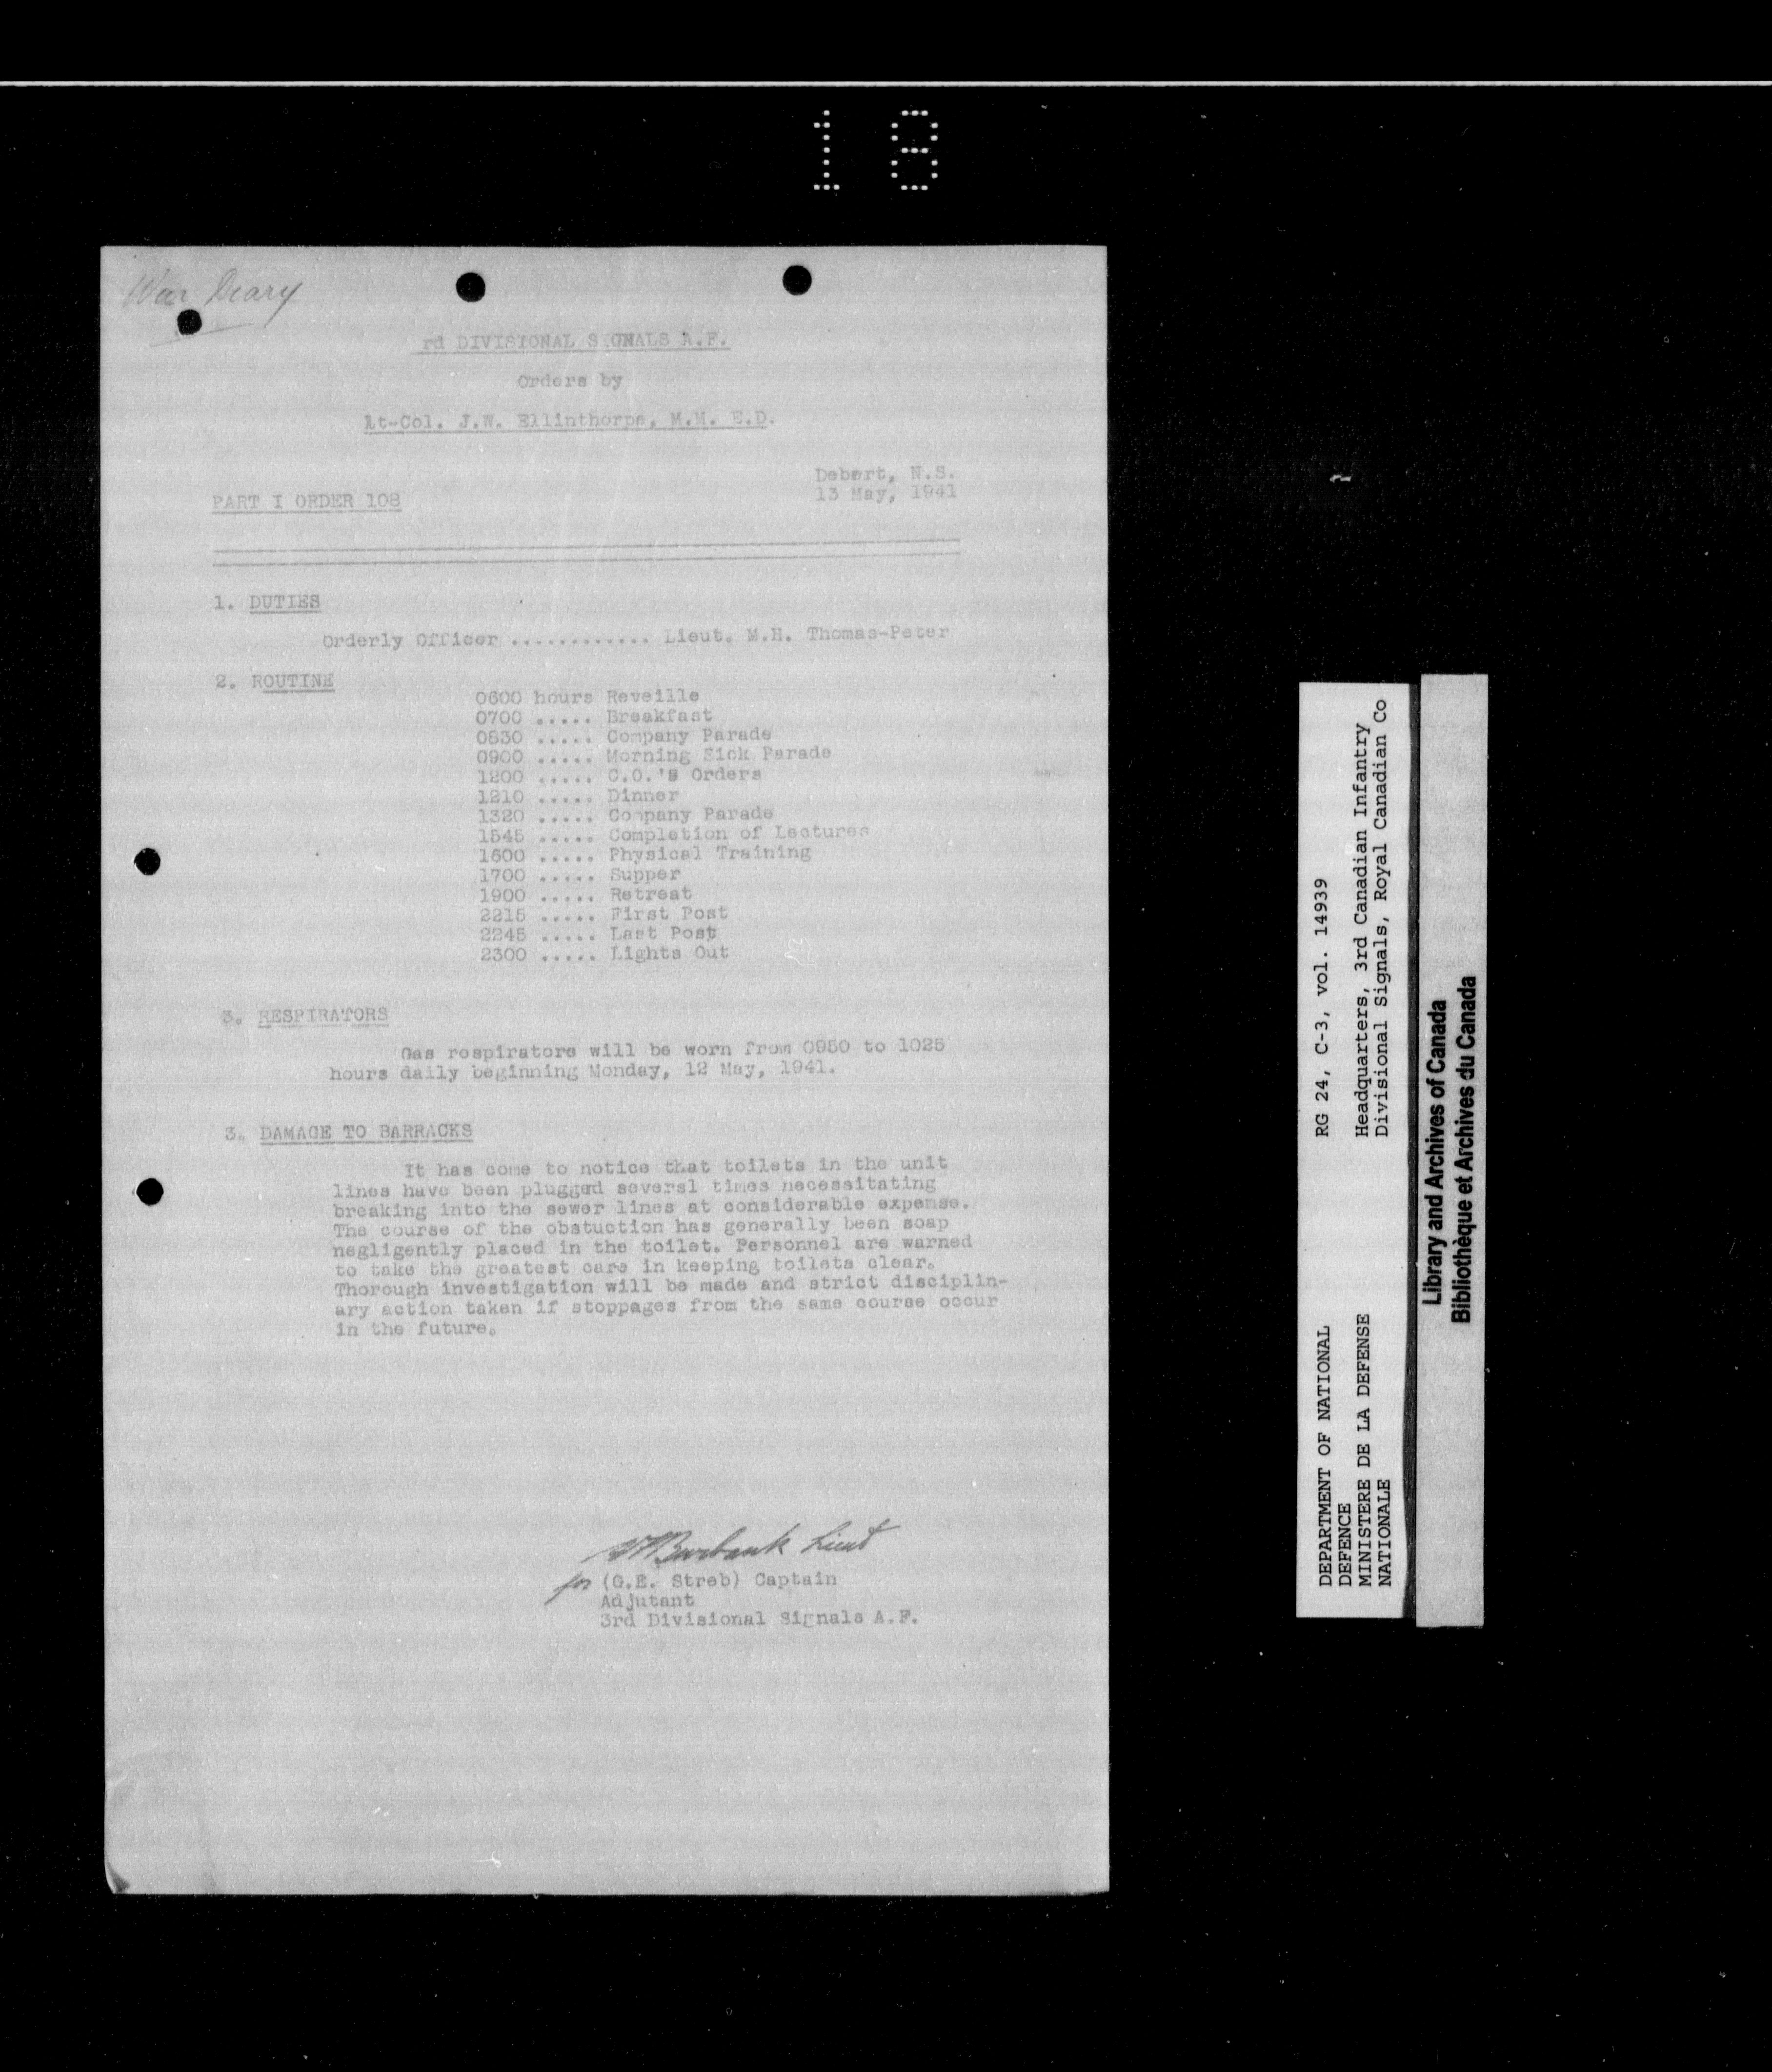 18
War Diary
rd DIVISIONAL SIGNALS A.F.
Orders by
Lt-Col. J.W. Ellinthorpe, M.M. E.D.
Debert, N.S.
PART I ORDER 108
13 May, 1941
1. DUTIES
Orderly Officer ............ Lieut. M.H. Thomas-Peter
2. ROUTINE
0600 hours Reveille
0700 ..... Breakfast
0830 ..... Company Parade
0900 ..... Morning Sick Parade
1200 ..... C.O.'s Orders
1210 ..... Dinner
1320 ..... Company Parade
1545 ..... Completion of Lectures
1600 ..... Physical Training
1700 ..... Supper
1900 ..... Retreat
2215 ..... First Post
2245 ..... Last Post
2300 ..... Lights Out
3. RESPIRATORS
Gas respirators will be worn from 0950 to 1025
hours daily beginning Monday, 12 May, 1941.
3. DAMAGE TO BARRACKS
It has come to notice that toilets in the unit
lines have been plugged seversl times necessitating
breaking into the sewer lines at considerable expense.
The course of the obstuction has generally been soap
negligently placed in the toilet. Personnel are warned
to take the greatest care in keeping toilets clear.
Thorough investigation will be made and strict disciplin-
ary action taken if stoppages from the same course occur
in the future.
Burbank Lieut
for (G.E. Streb) Captain
Adjutant
3rd Divisional Signals A.F.
DEPARTMENT OF NATIONAL
DEFENCE
MINISTERE DE LA DEFENSE
NATIONALE
RG 24, C-3, vol. 14939
Headquarters, 3rd Canadian Infantry
Divisional Signals, Royal Canadian Co
Library and Archives of Canada
Bibliothèque et Archives du Canada